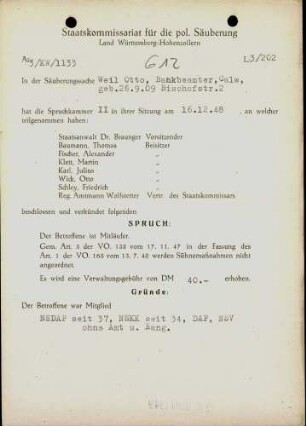 Staatskommissariat für die pol. Säuberung
Land Württemberg-Hohenzollern
L3/202
/KW/1133
G12
In der Säuberungssache Weil Otto, Bankbeamter, Calw,
geb.26.9.09 Bischofstr.2
hat die Spruchkammer II in ihrer Sitzung am 16.12.48. an welcher
teilgenommen haben:
Staatsanwalt Dr. Braunger Vorsitzender
Baumann, Thomas Beisitzer
Fischer, Alexander „
Klett, Martin „
Karl, Julius „
Wick, Otto „
Schley, Friedrich „
Reg. Amtmann Vertr. des Staatskommissars
beschlossen und verkündet folgenden
SPRUCH:
Der Betroffene ist Mitläufer.
Gem. Art. 5 der VO. 133 vom 17. 11. 47 in der Fassung des
Art. 1 der VO. 165 vom 13. 7. 48 werden Sühnemaßnahmen nicht
angeordnet.
Es wird eine Verwaltungsgebühr von DM 40.- erhoben.
Gründe:
Der Betroffene war Mitglied
NSDAP seit 37, NSKK seit 34, DAF, NSV
ohne Amt u. Rang.